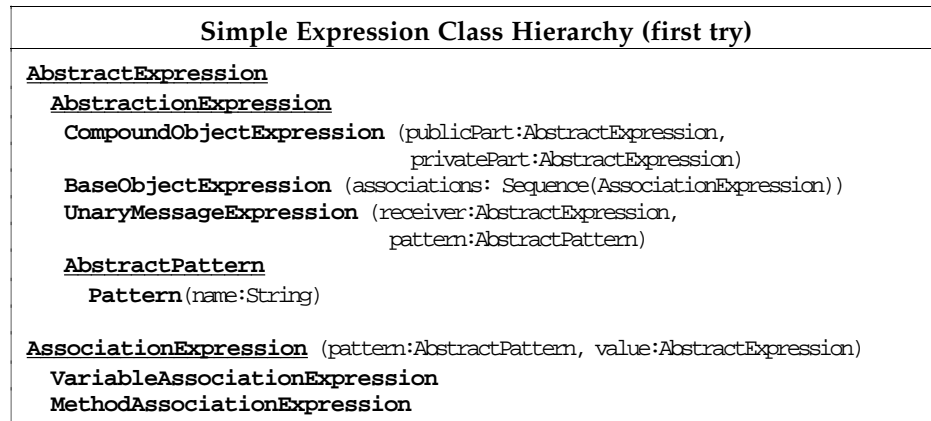 Simple Expression Class Hierarchy (first try)
AbstractExpression
AbstractionExpression
CompoundObjectExpression (publicPart:AbstractExpression,
privatePart:AbstractExpression)
BaseObjectExpression (associations: Sequence(AssociationExpression))
UnaryMessageExpression (receiver:AbstractExpression,
pattern:AbstractPattern)
AbstractPattern
Pattern(name:String)
AssociationExpression (pattern:AbstractPattern, value:AbstractExpression)
VariableAssociationExpression
MethodAssociationExpression